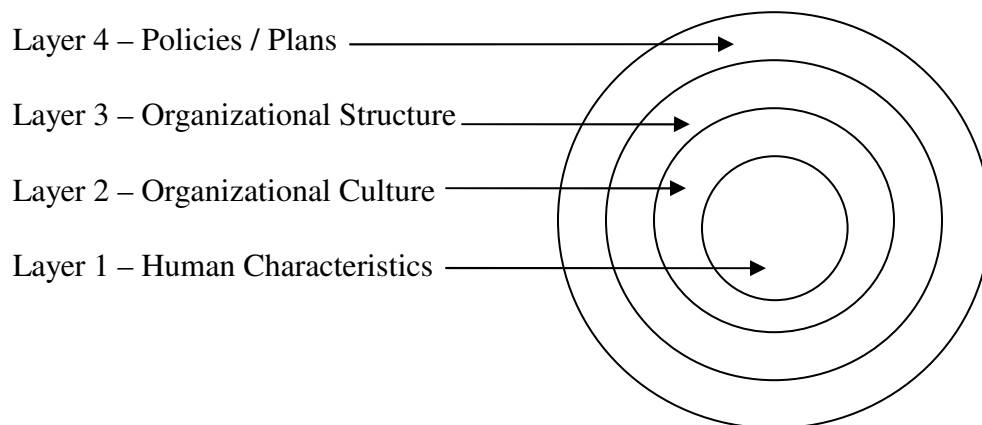 Layer 4 – Policies / Plans
Layer 3 – Organizational Structure
Layer 2 – Organizational Culture
Layer 1 – Human Characteristics